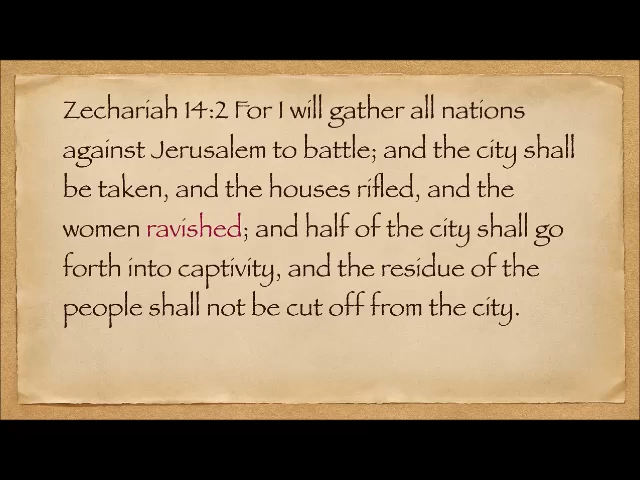 Zechariah 14:2 For I will gather all nations
against Jerusalem to battle; and the city shall
be taken, and the houses rifled, and the
women ravished; and half of the city shall go
forth into captivity, and the residue of the
people shall not be cut off from the city.